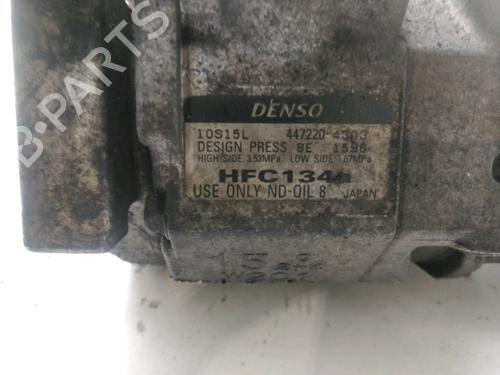 B-PARTS
DENSO
10S15L 447220-4303
DESIGN PRESS 8E 1596
HIGH SIDE 3.53MPa LOW SIDE 1.67MPa
HFC134a
USE ONLY ND-OIL 8 JAPAN
15